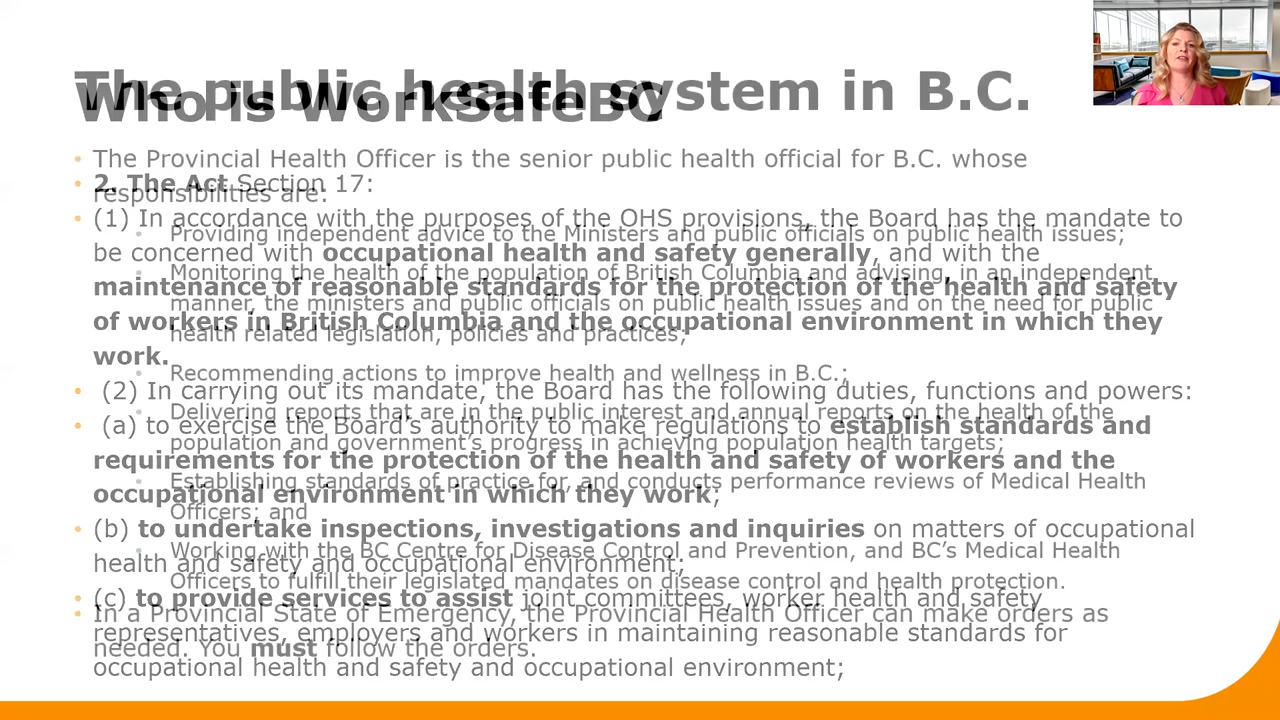 The public health system in B.C.
• The Provincial Health Officer is the senior public health official for B.C. whose
responsibilities are:
• Providing independent advice to the Ministers and public officials on public health issues;
• Monitoring the health of the population of British Columbia and advising, in an independent
manner, the ministers and public officials on public health issues and on the need for public
health related legislation, policies and practices;
• Recommending actions to improve health and wellness in B.C.;
• Delivering reports that are in the public interest and annual reports on the health of the
population and government's progress in achieving population health targets;
• Establishing standards of practice for, and conducts performance reviews of Medical Health
Officers; and
• Working with the BC Centre for Disease Control and Prevention, and BC’s Medical Health
Officers to fulfill their legislated mandates on disease control and health protection.
• In a Provincial State of Emergency, the Provincial Health Officer can make orders as
needed. You must follow the orders.
Who is WorkSafeBC
• 2. The Act Section 17:
• (1) In accordance with the purposes of the OHS provisions, the Board has the mandate to
be concerned with occupational health and safety generally, and with the
maintenance of reasonable standards for the protection of the health and safety
of workers in British Columbia and the occupational environment in which they
work.
• (2) In carrying out its mandate, the Board has the following duties, functions and powers:
• (a) to exercise the Board's authority to make regulations to establish standards and
requirements for the protection of the health and safety of workers and the
occupational environment in which they work;
• (b) to undertake inspections, investigations and inquiries on matters of occupational
health and safety and occupational environment;
• (c) to provide services to assist joint committees, worker health and safety
representatives, employers and workers in maintaining reasonable standards for
occupational health and safety and occupational environment;